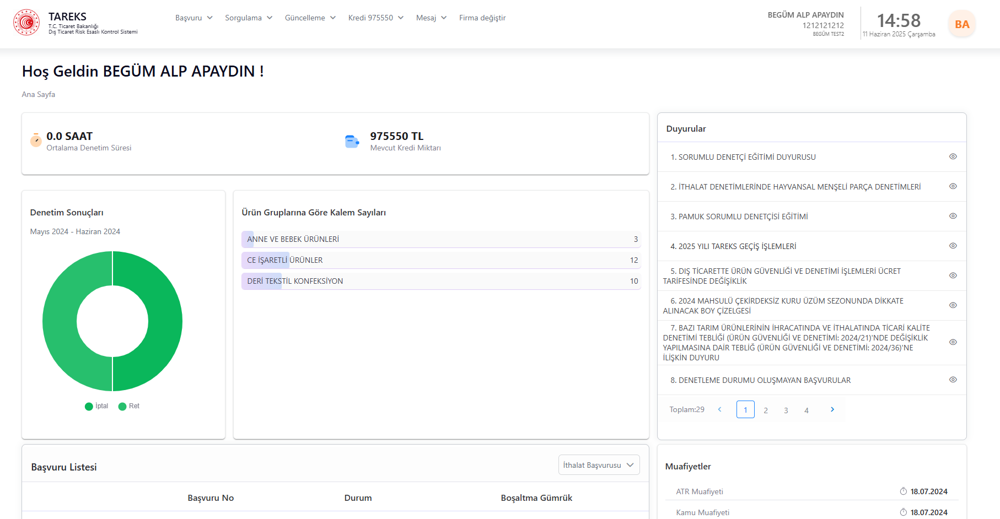 TAREKS
T.C. Ticaret Bakanlığı
Dış Ticaret Risk Esaslı Kontrol Sistemi
Başvuru
Sorgulama
Güncelleme
Kredi 975550
Mesaj
Firma değiştir
BEGÜM ALP APAYDIN
1212121212
BEGÜM TEST2
14:58
11 Haziran 2025 Çarşamba
BA
Hoş Geldin BEGÜM ALP APAYDIN !
Ana Sayfa
0.0 SAAT
Ortalama Denetim Süresi
975550 TL
Mevcut Kredi Miktarı
Denetim Sonuçları
Mayıs 2024 - Haziran 2024
İptal
Ret
Ürün Gruplarına Göre Kalem Sayıları
ANNE VE BEBEK ÜRÜNLERİ 3
CE İŞARETLİ ÜRÜNLER 12
DERİ TEKSTİL KONFEKSİYON 10
Duyurular
1. SORUMLU DENETÇİ EĞİTİMİ DUYURUSU
2. İTHALAT DENETİMLERİNDE HAYVANSAL MENŞELİ PARÇA DENETİMLERİ
3. PAMUK SORUMLU DENETÇİSİ EĞİTİMİ
4. 2025 YILI TAREKS GEÇİŞ İŞLEMLERİ
5. DIŞ TİCARETTE ÜRÜN GÜVENLİĞİ VE DENETİMİ İŞLEMLERİ ÜCRET
TARİFESİNDE DEĞİŞİKLİK
6. 2024 MAHSULÜ ÇEKİRDEKSİZ KURU ÜZÜM SEZONUNDA DİKKATE
ALINACAK BOY ÇİZELGESİ
7. BAZI TARIM ÜRÜNLERİNİN İHRACATINDA VE İTHALATINDA TİCARİ KALİTE
DENETİMİ TEBLİĞİ (ÜRÜN GÜVENLİĞİ VE DENETİMİ: 2024/21)'NDE DEĞİŞİKLİK
YAPILMASINA DAİR TEBLİĞ (ÜRÜN GÜVENLİĞİ VE DENETİMİ: 2024/36)'NE
İLİŞKİN DUYURU
8. DENETLEME DURUMU OLUŞMAYAN BAŞVURULAR
Toplam:29 1 2 3 4
Başvuru Listesi
İthalat Başvurusu
Başvuru No
Durum
Boşaltma Gümrük
Muafiyetler
ATR Muafiyeti 18.07.2024
Kamu Muafiyeti 18.07.2024